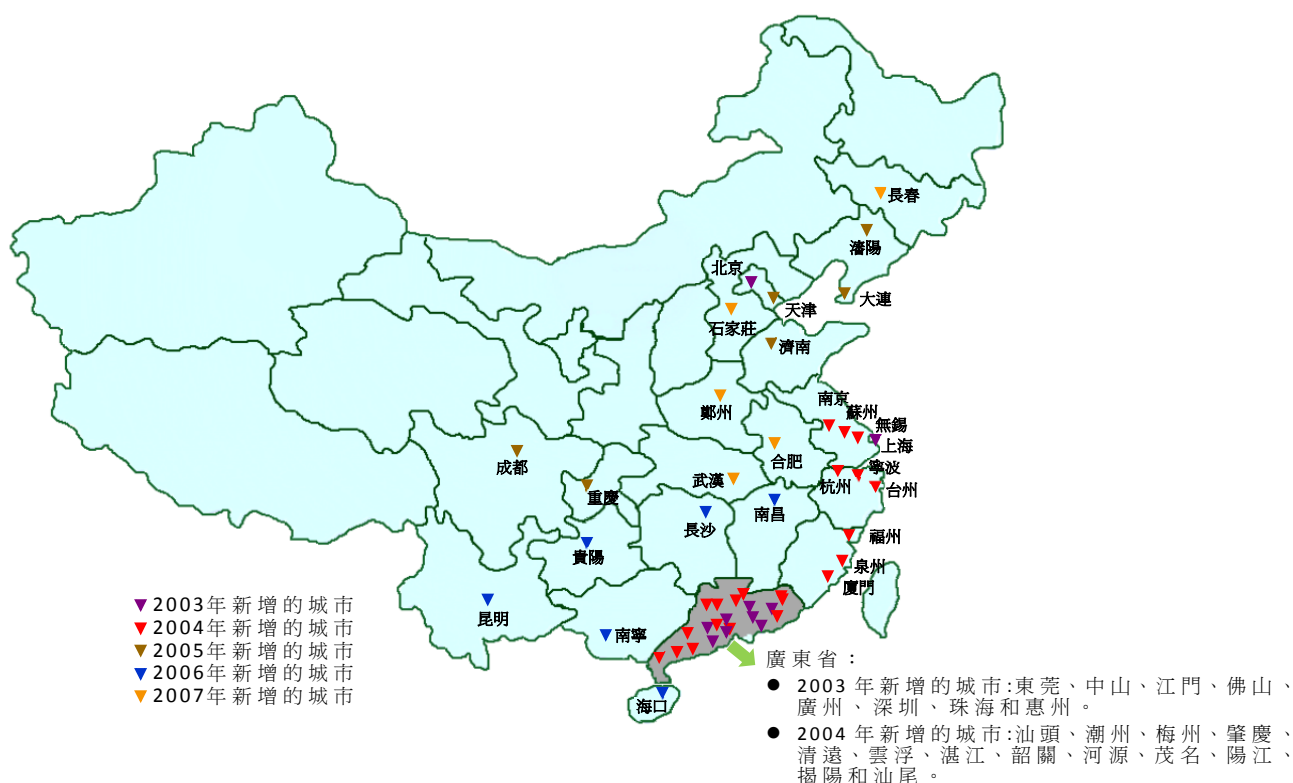 長春
瀋陽
北京
大連
天津
石家莊
濟南
鄭州
南京
蘇州
無錫
上海
合肥
成都
武漢
寧波
杭州
台州
重慶
南昌
長沙
福州
貴陽
泉州
廈門
昆明
南寧
海口
2003年新增的城市
2004年新增的城市
2005年新增的城市
2006年新增的城市
2007年新增的城市
廣東省：
● 2003 年新增的城市:東莞、中山、江門、佛山、
廣州、深圳、珠海和惠州。
● 2004 年新增的城市:汕頭、潮州、梅州、肇慶、
清遠、雲浮、湛江、韶關、河源、茂名、陽江、
揭陽和汕尾。